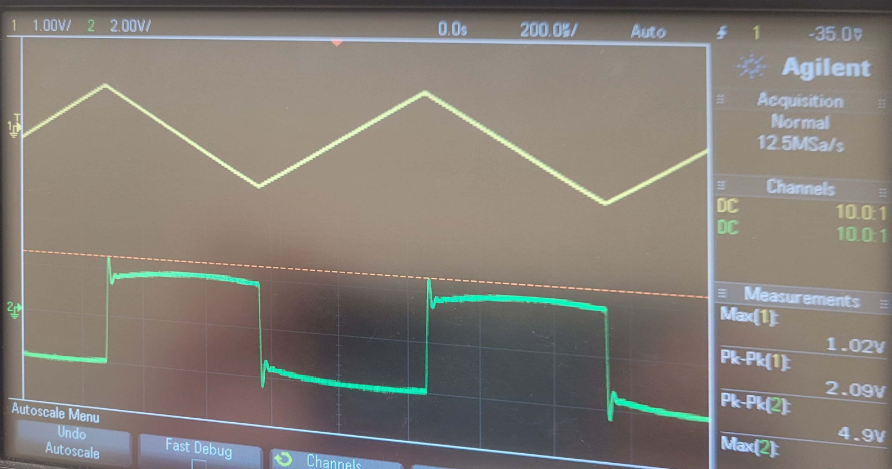 1 1.00V/ 2 2.00V/ 0.0s 200.0%/ Auto 1 -35.0%
Agilent
Acquisition
Normal
12.5MSa/s
Channels
DC 10.0:1
DC 10.0:1
Measurements
Max(1):
1.02V
Pk-Pk(1):
2.09V
Pk-Pk(2):
4.9V
Max(2):
T
1
2
Autoscale Menu
Undo
Autoscale
Fast Debug
Channels